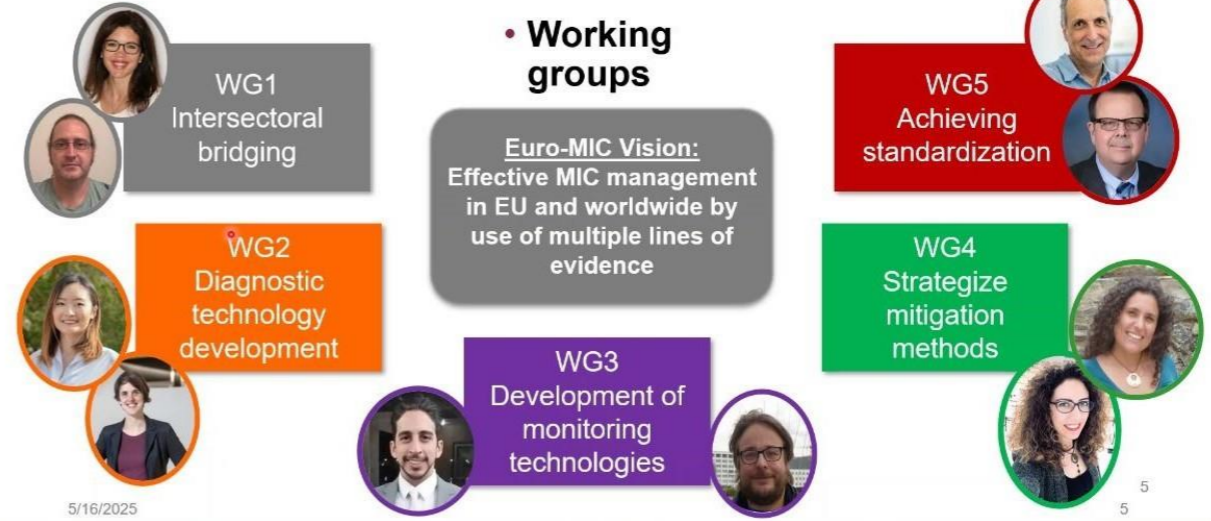 • Working
groups
WG1
Intersectoral
bridging
Euro-MIC Vision:
Effective MIC management
in EU and worldwide by
use of multiple lines of
evidence
WG5
Achieving
standardization
WG2
Diagnostic
technology
development
WG3
Development of
monitoring
technologies
WG4
Strategize
mitigation
methods
5/16/2025
5
5